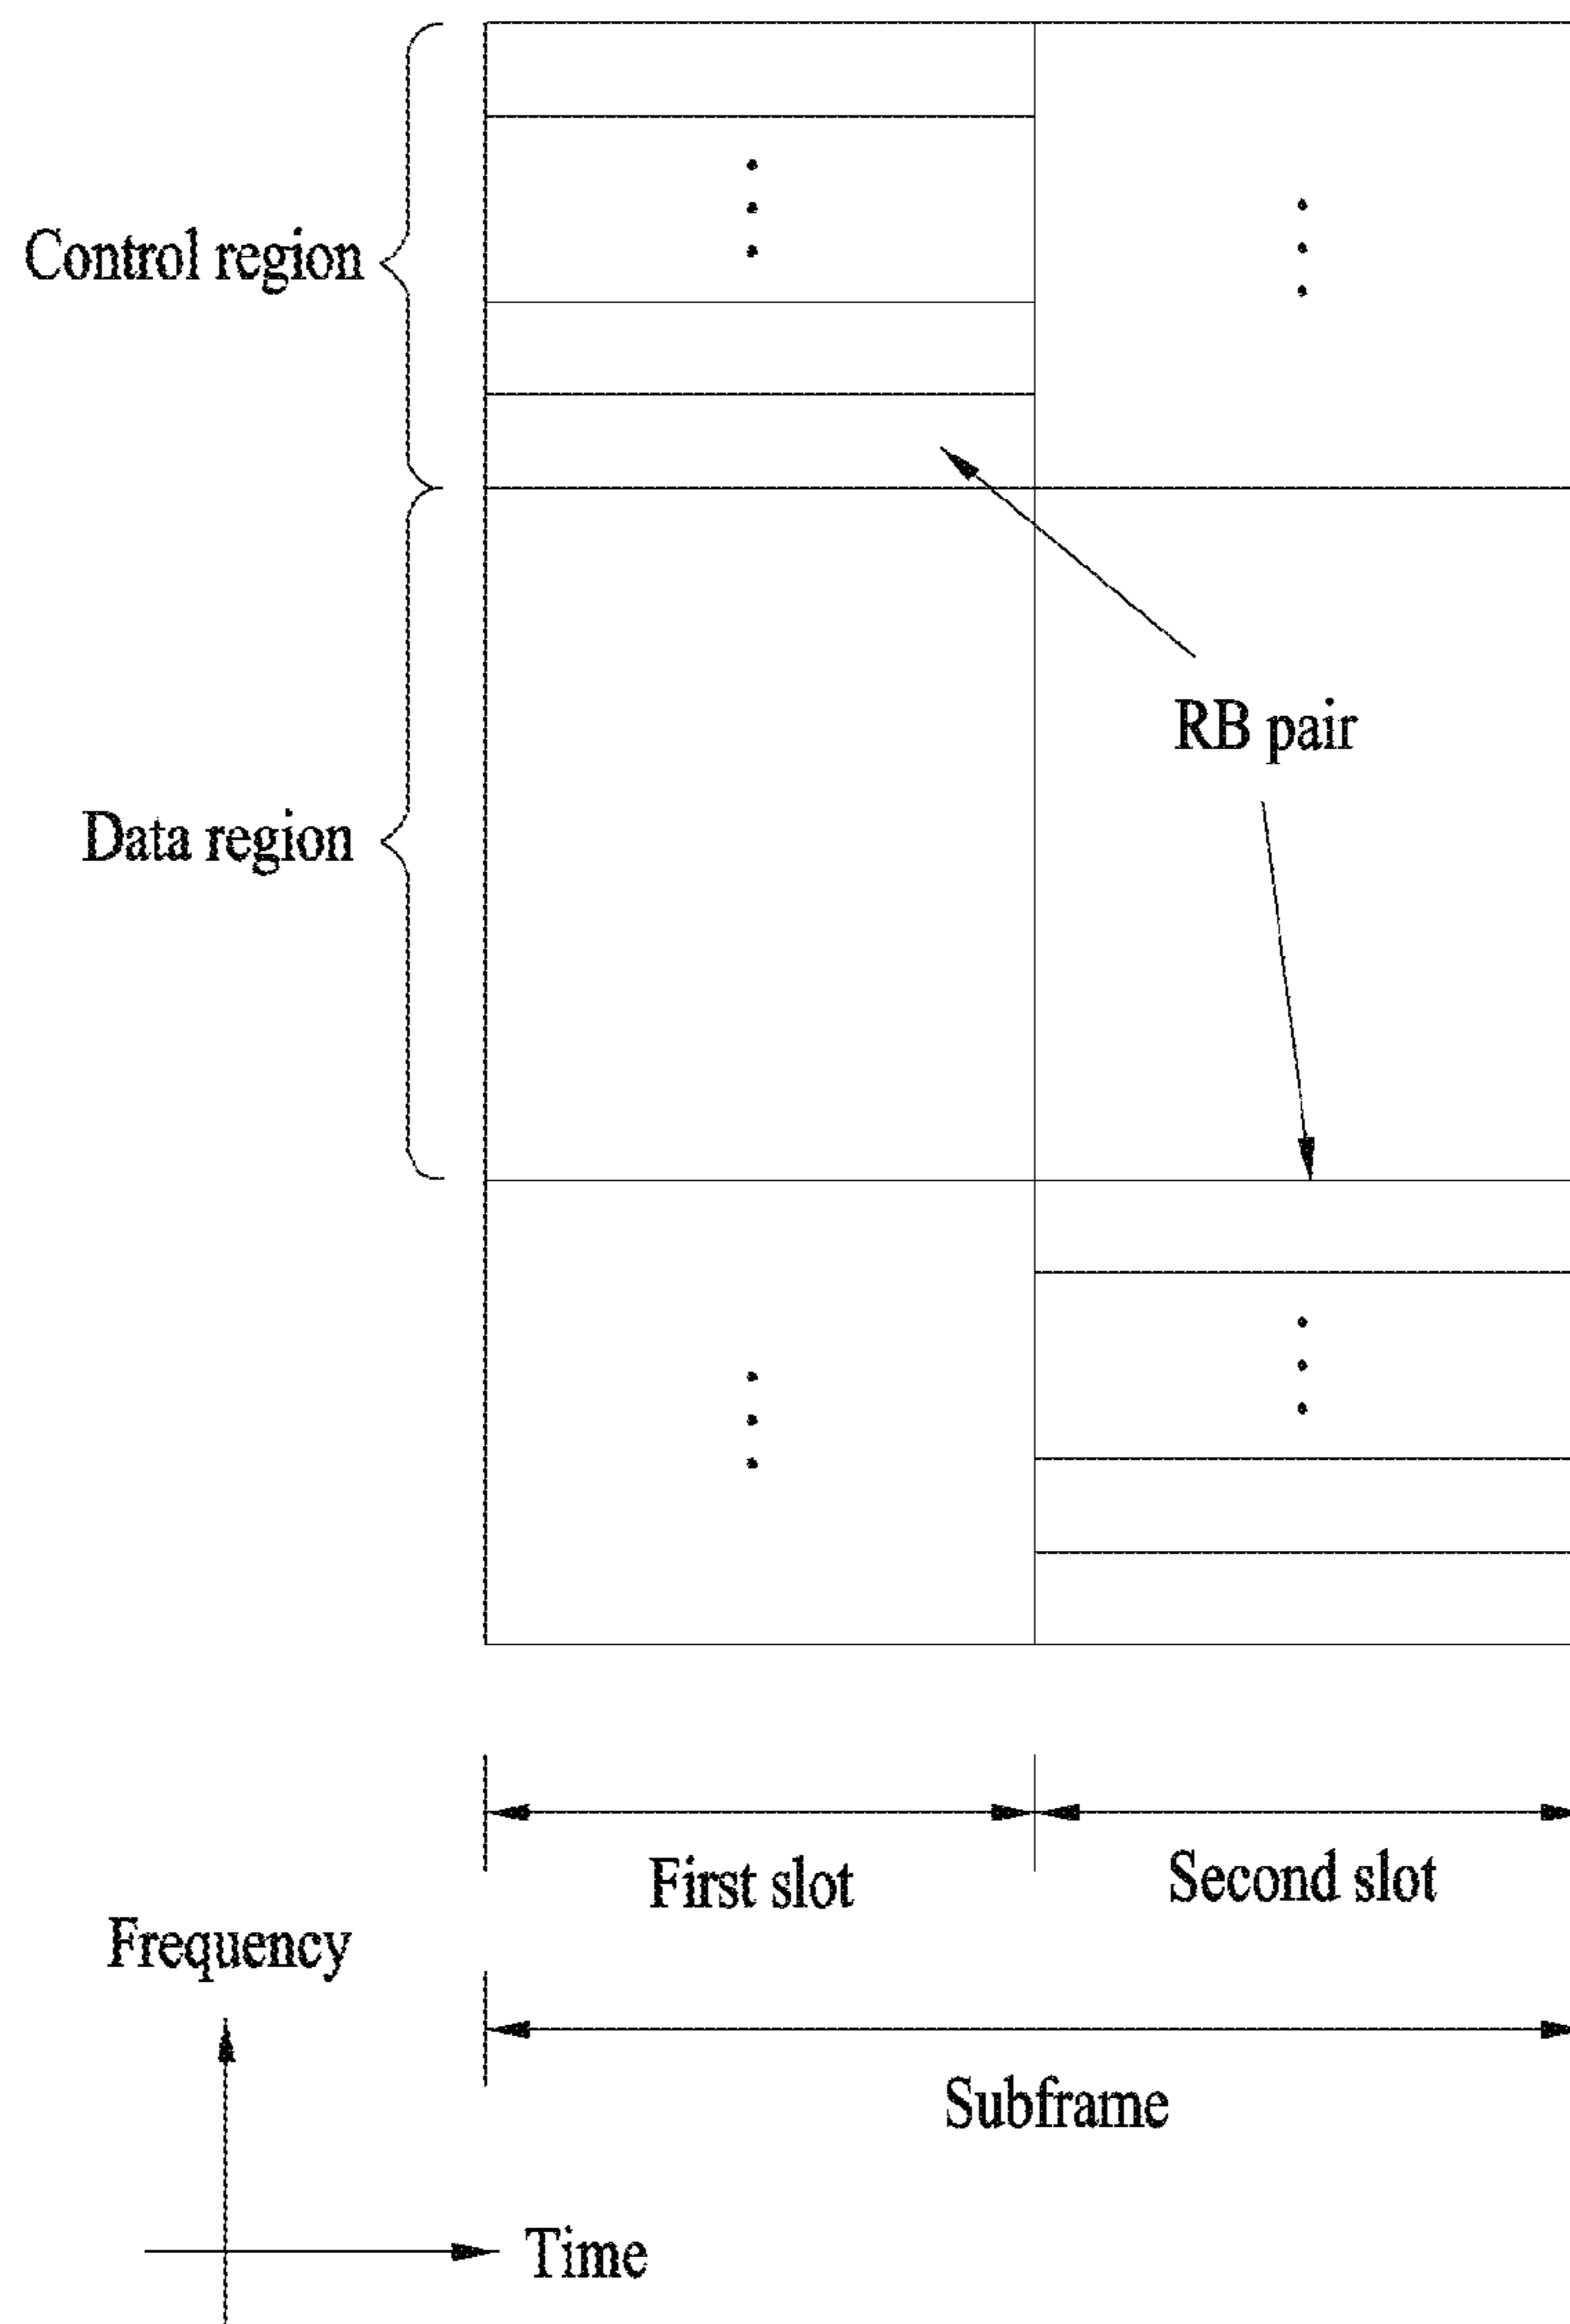 Control region
RB pair
Data region
First slot
Second slot
Frequency
Subframe
Time